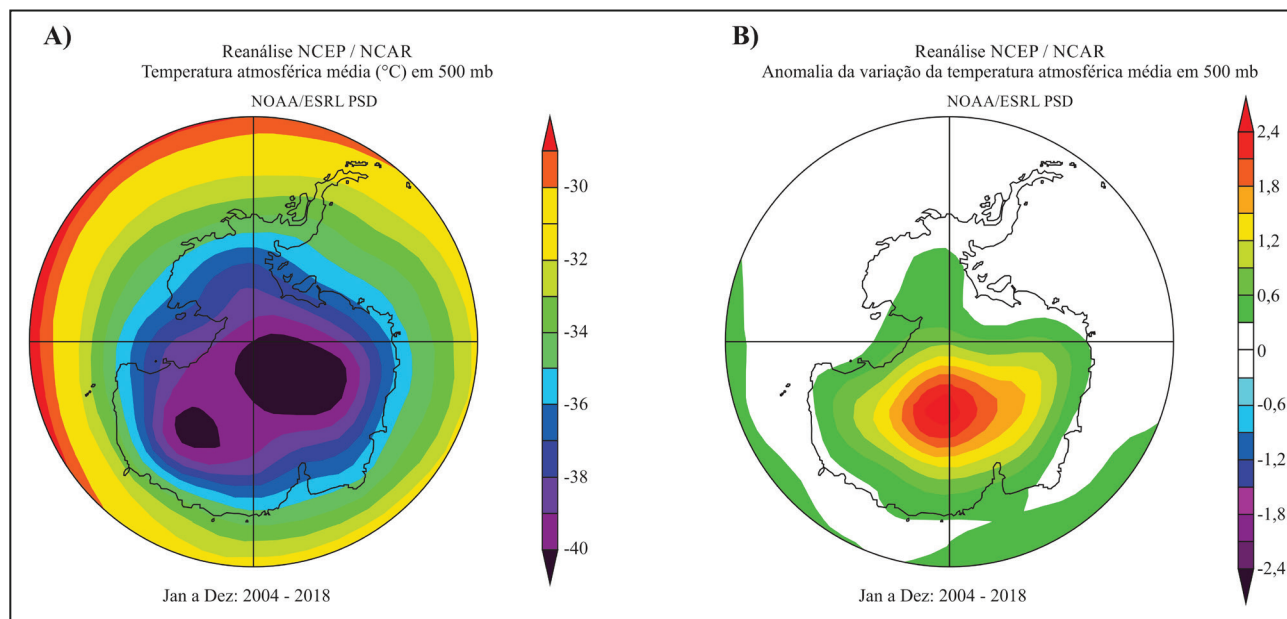 A)
Reanálise NCEP / NCAR
Temperatura atmosférica média (°C) em 500 mb
NOAA/ESRL PSD
-30
-32
-34
-36
-38
-40
Jan a Dez: 2004 - 2018
B)
Reanálise NCEP / NCAR
Anomalia da variação da temperatura atmosférica média em 500 mb
NOAA/ESRL PSD
2,4
1,8
1,2
0,6
0
-0,6
-1,2
-1,8
-2,4
Jan a Dez: 2004 - 2018